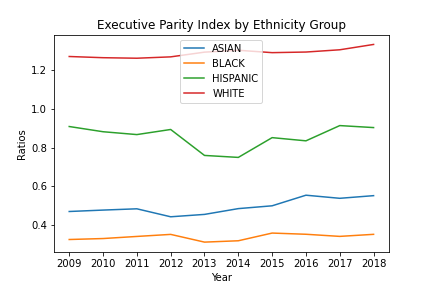 Executive Parity Index by Ethnicity Group
ASIAN
BLACK
HISPANIC
WHITE
Ratios
1.2
1.0
0.8
0.6
0.4
2009 2010 2011 2012 2013 2014 2015 2016 2017 2018
Year